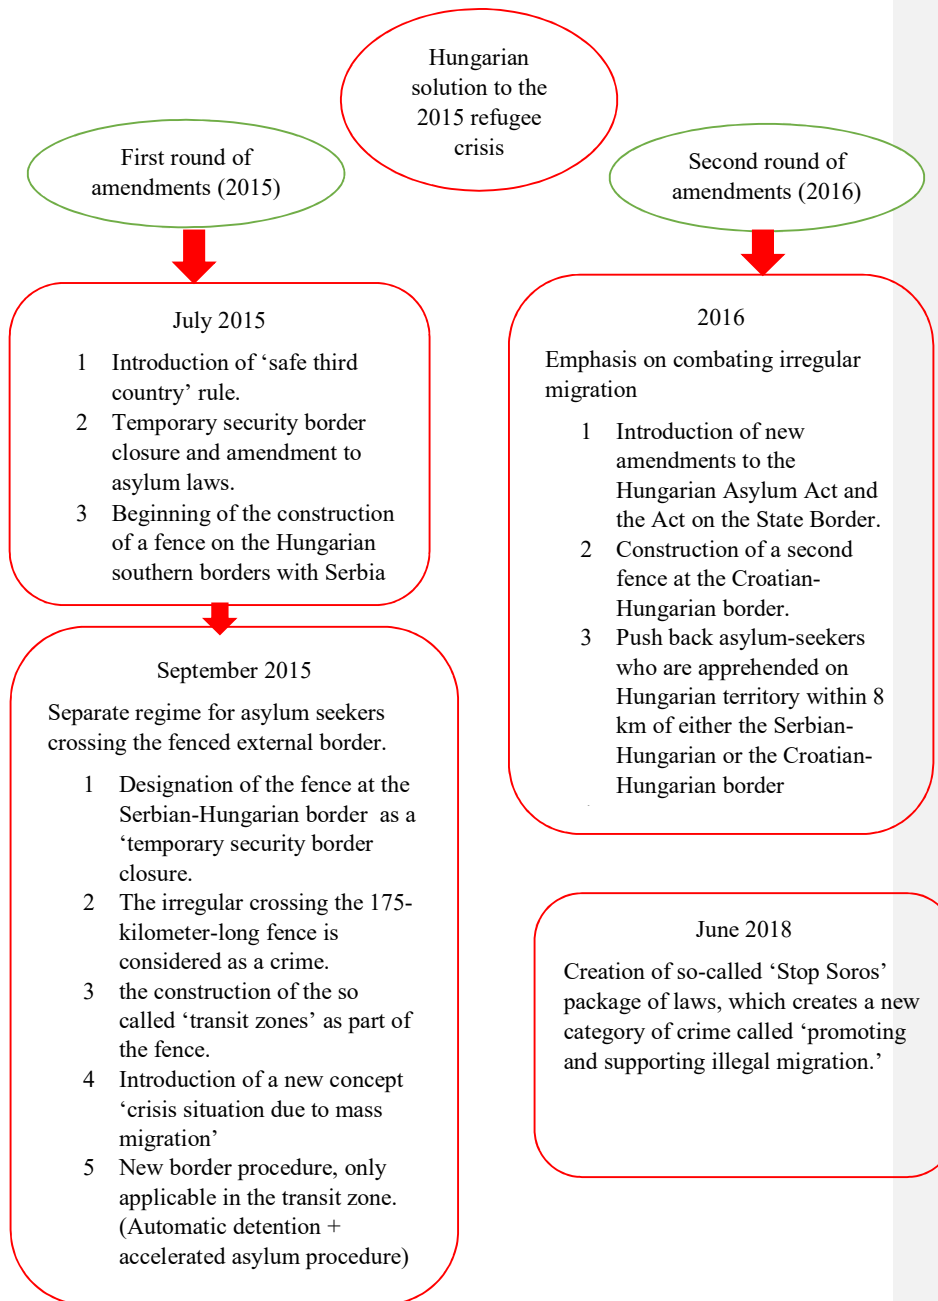 Hungarian
solution to the
2015 refugee
crisis
First round of
amendments (2015)
Second round of
amendments (2016)
July 2015
1 Introduction of ‘safe third
country’ rule.
2 Temporary security border
closure and amendment to
asylum laws.
3 Beginning of the construction
of a fence on the Hungarian
southern borders with Serbia
September 2015
Separate regime for asylum seekers
crossing the fenced external border.
1 Designation of the fence at the
Serbian-Hungarian border as a
‘temporary security border
closure.
2 The irregular crossing the 175-
kilometer-long fence is
considered as a crime.
3 the construction of the so
called ‘transit zones’ as part of
the fence.
4 Introduction of a new concept
‘crisis situation due to mass
migration’
5 New border procedure, only
applicable in the transit zone.
(Automatic detention +
accelerated asylum procedure)
2016
Emphasis on combating irregular
migration
1 Introduction of new
amendments to the
Hungarian Asylum Act and
the Act on the State Border.
2 Construction of a second
fence at the Croatian-
Hungarian border.
3 Push back asylum-seekers
who are apprehended on
Hungarian territory within 8
km of either the Serbian-
Hungarian or the Croatian-
Hungarian border
June 2018
Creation of so-called ‘Stop Soros’
package of laws, which creates a new
category of crime called ‘promoting
and supporting illegal migration.’